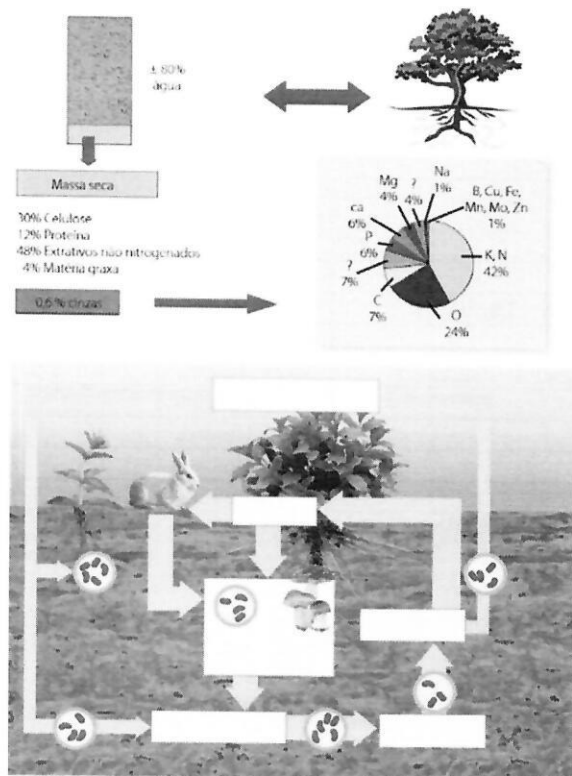 ± 80%
água
Massa seca
30% Celulose
12% Proteína
48% Extrativos não nitrogenados
4% Matéria graxa
0,6 % cinzas
Mg
4%
?
4%
Na
1%
B, Cu, Fe,
Mn, Mo, Zn
1%
ca
6%
P
6%
?
7%
C
7%
O
24%
K, N
42%